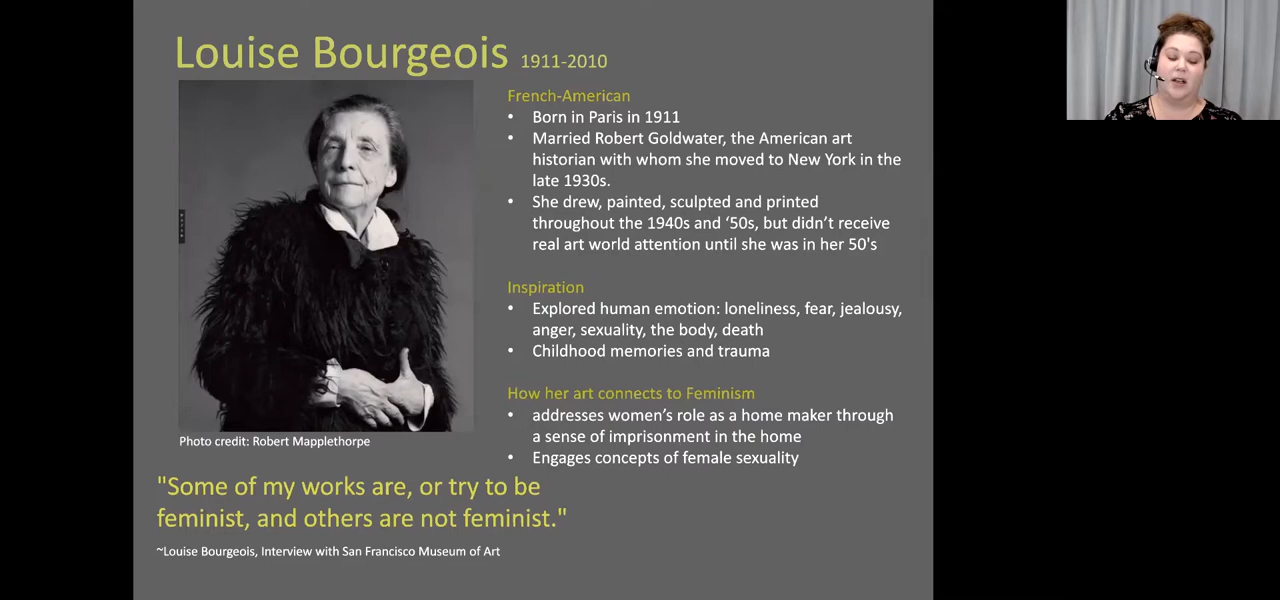 Louise Bourgeois 1911-2010
French-American
• Born in Paris in 1911
• Married Robert Goldwater, the American art
historian with whom she moved to New York in the
late 1930s.
• She drew, painted, sculpted and printed
throughout the 1940s and ‘50s, but didn’t receive
real art world attention until she was in her 50's
Inspiration
• Explored human emotion: loneliness, fear, jealousy,
anger, sexuality, the body, death
• Childhood memories and trauma
How her art connects to Feminism
• addresses women’s role as a home maker through
a sense of imprisonment in the home
• Engages concepts of female sexuality
Photo credit: Robert Mapplethorpe
"Some of my works are, or try to be
feminist, and others are not feminist."
~Louise Bourgeois, Interview with San Francisco Museum of Art